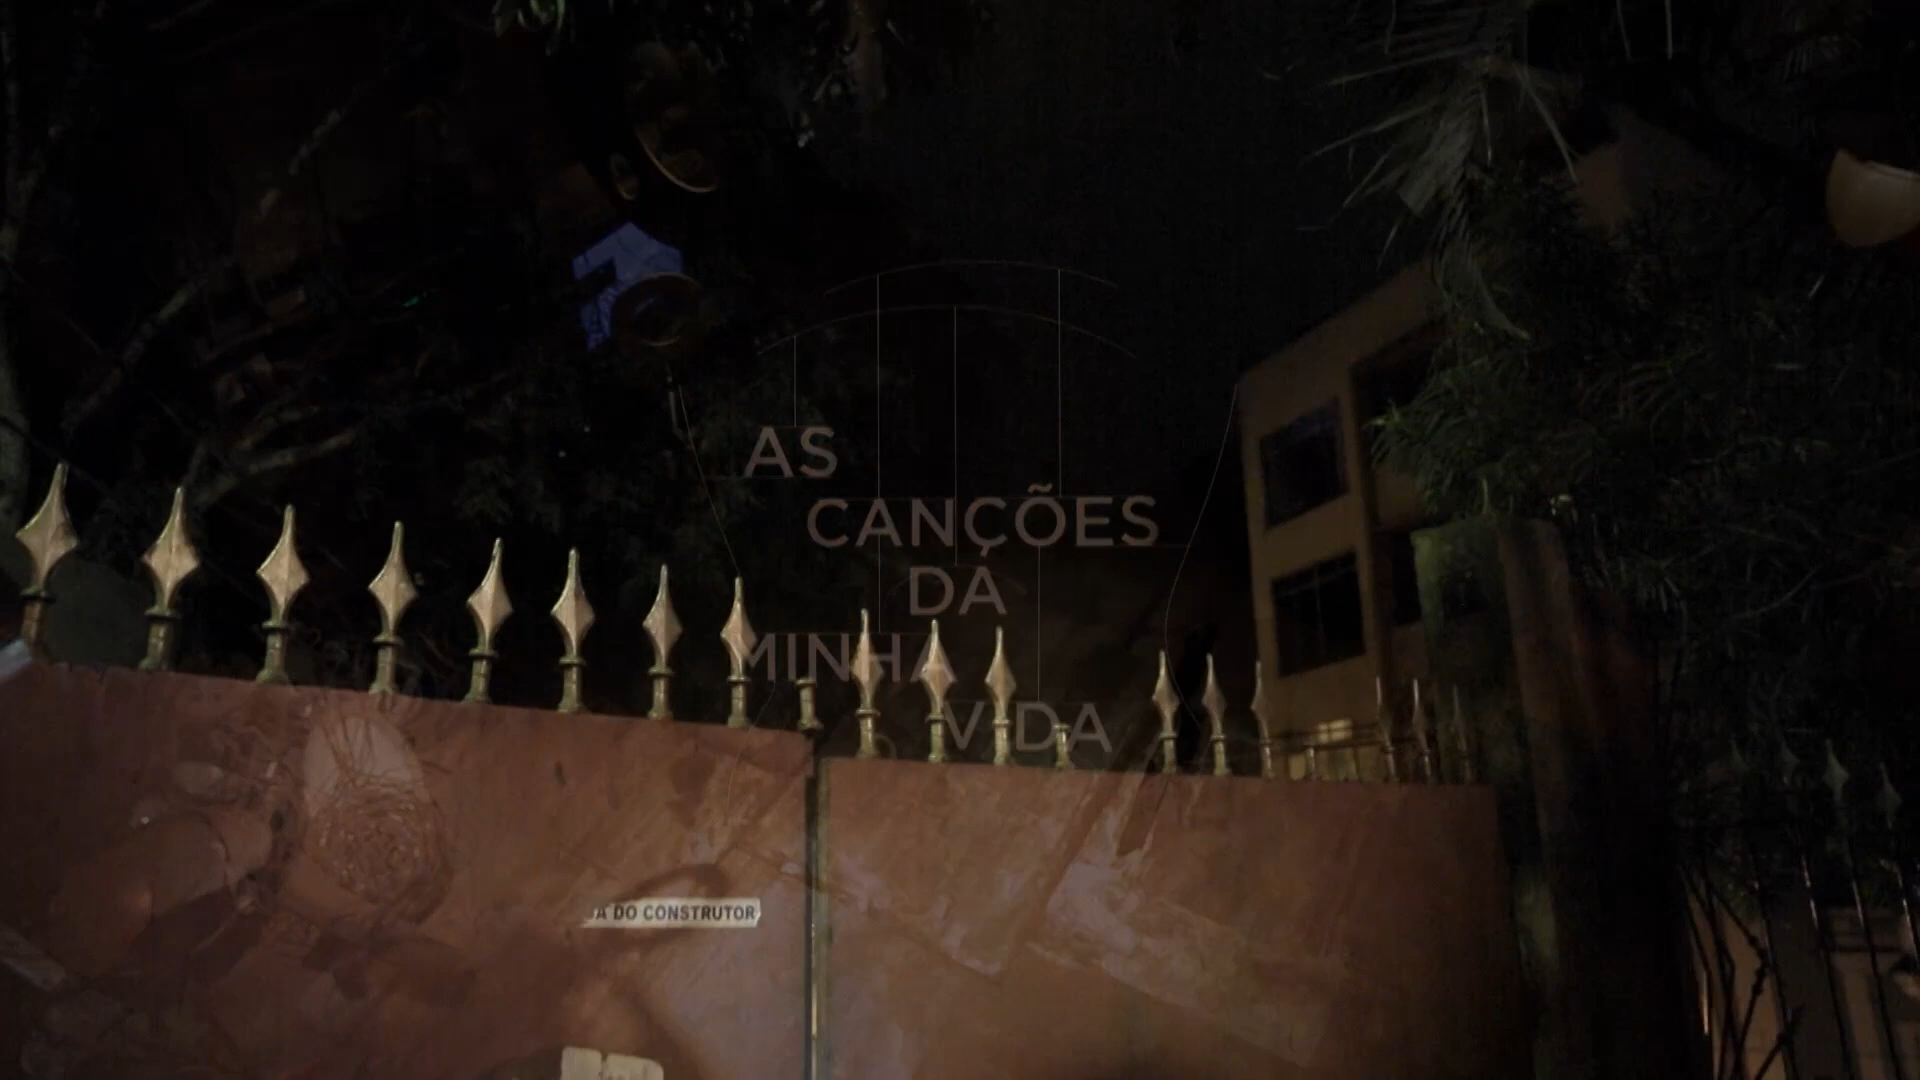 AS
CANÇÕES
DA
MINHA
VIDA
DO CONSTRUTOR